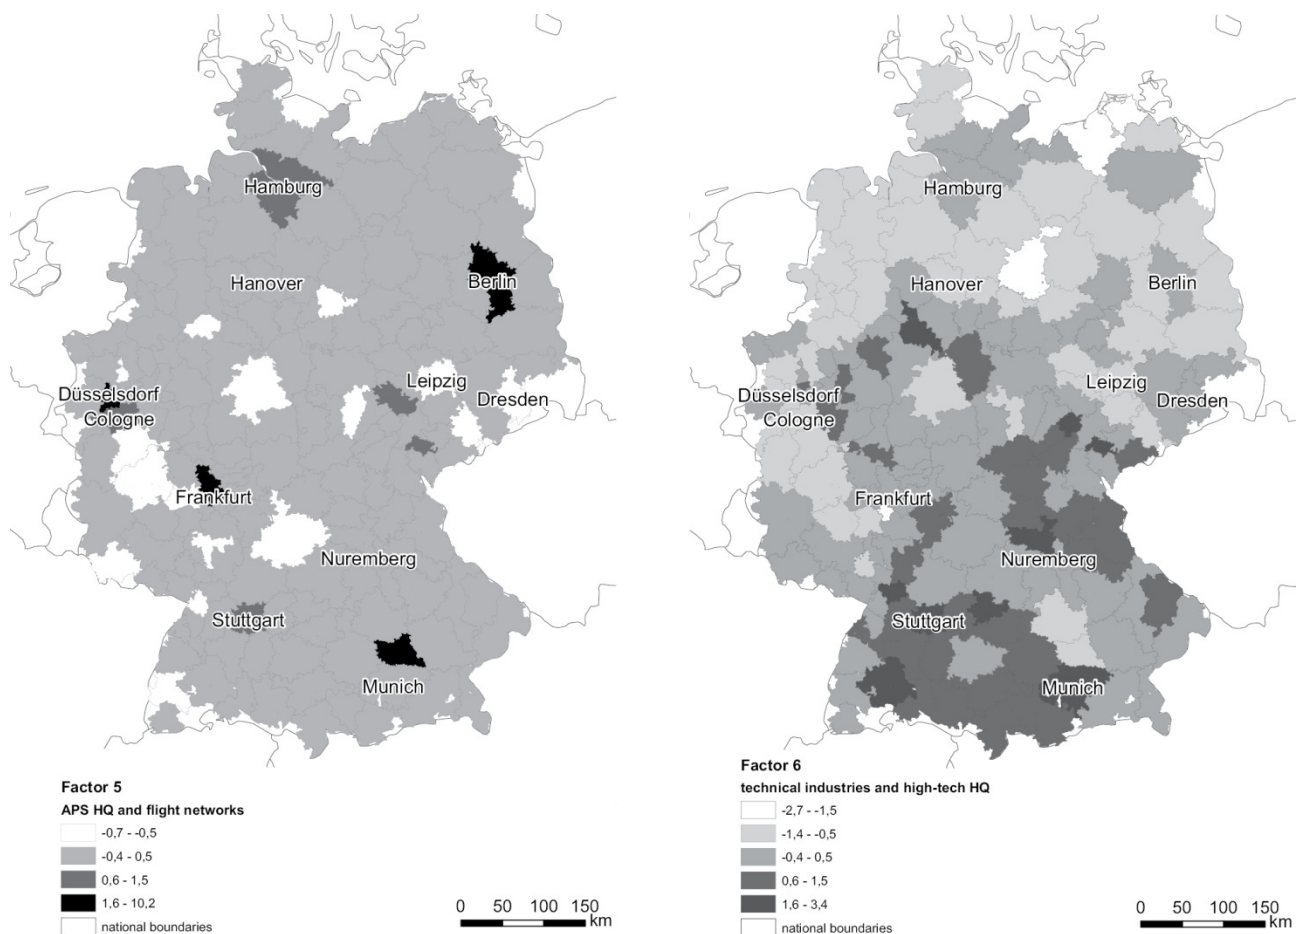 Hamburg
Hanover
Berlin
Düsseldorf
Cologne
Leipzig
Dresden
Frankfurt
Nuremberg
Stuttgart
Munich
Factor 5
APS HQ and flight networks
-0,7 - -0,5
-0,4 - 0,5
0,6 - 1,5
1,6 - 10,2
national boundaries
0 50 100 150
km
Hamburg
Hanover
Berlin
Düsseldorf
Cologne
Leipzig
Dresden
Frankfurt
Nuremberg
Stuttgart
Munich
Factor 6
technical industries and high-tech HQ
-2,7 - -1,5
-1,4 - -0,5
-0,4 - 0,5
0,6 - 1,5
1,6 - 3,4
national boundaries
0 50 100 150
km